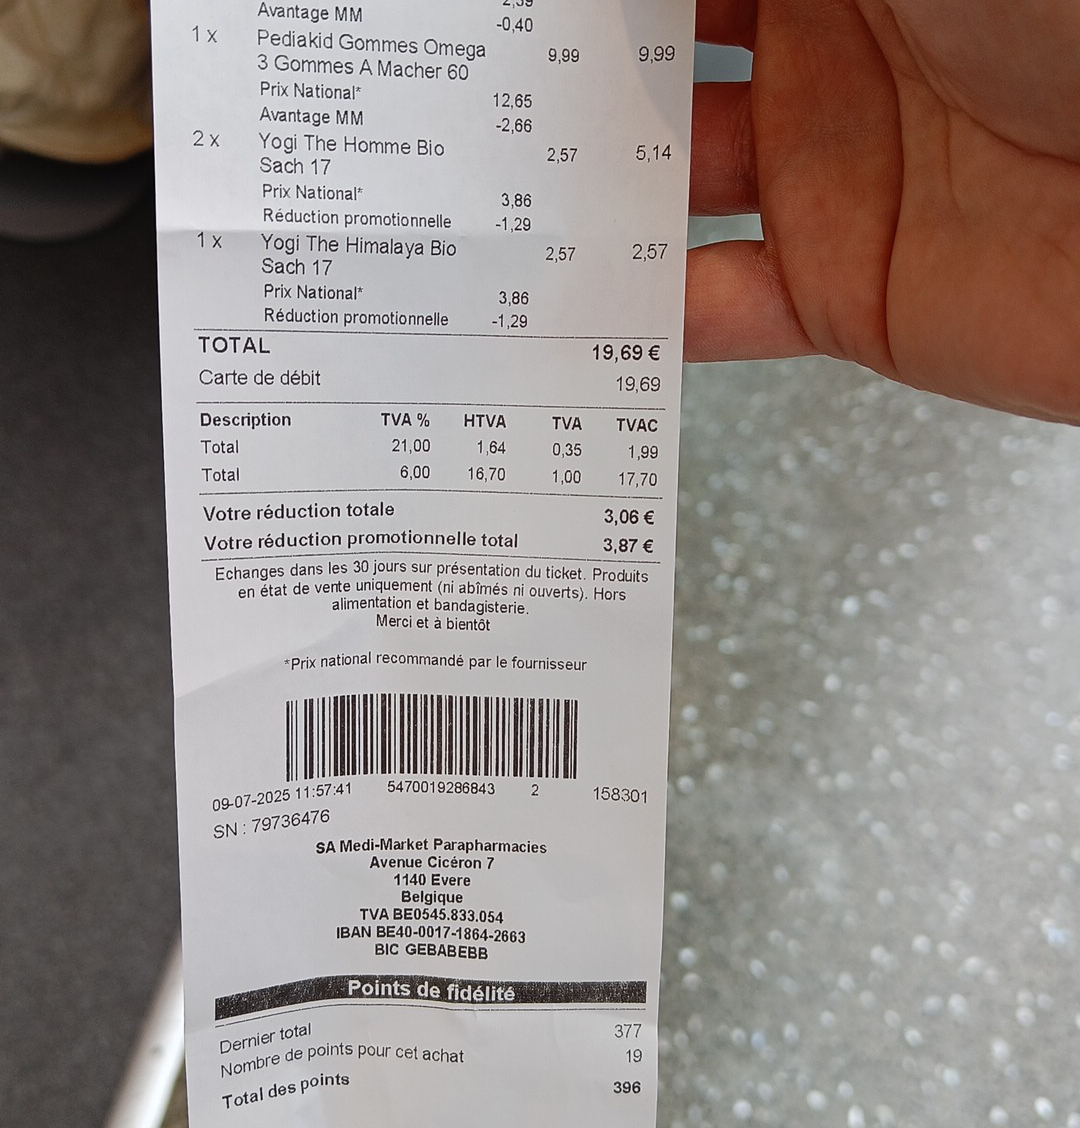 Avantage MM 2,39
-0,40
1 x Pediakid Gommes Omega 9,99 9,99
3 Gommes A Macher 60
Prix National* 12,65
Avantage MM -2,66
2 x Yogi The Homme Bio 2,57 5,14
Sach 17
Prix National* 3,86
Réduction promotionnelle -1,29
1 x Yogi The Himalaya Bio 2,57 2,57
Sach 17
Prix National* 3,86
Réduction promotionnelle -1,29
TOTAL 19,69 €
Carte de débit 19,69
Description TVA % HTVA TVA TVAC
Total 21,00 1,64 0,35 1,99
Total 6,00 16,70 1,00 17,70
Votre réduction totale 3,06 €
Votre réduction promotionnelle total 3,87 €
Echanges dans les 30 jours sur présentation du ticket. Produits
en état de vente uniquement (ni abîmés ni ouverts). Hors
alimentation et bandagisterie.
Merci et à bientôt
*Prix national recommandé par le fournisseur
09-07-2025 11:57:41 5470019286843 2 158301
SN : 79736476
SA Medi-Market Parapharmacies
Avenue Cicéron 7
1140 Evere
Belgique
TVA BE0545.833.054
IBAN BE40-0017-1864-2663
BIC GEBABEBB
Points de fidélité
Dernier total 377
Nombre de points pour cet achat 19
Total des points 396